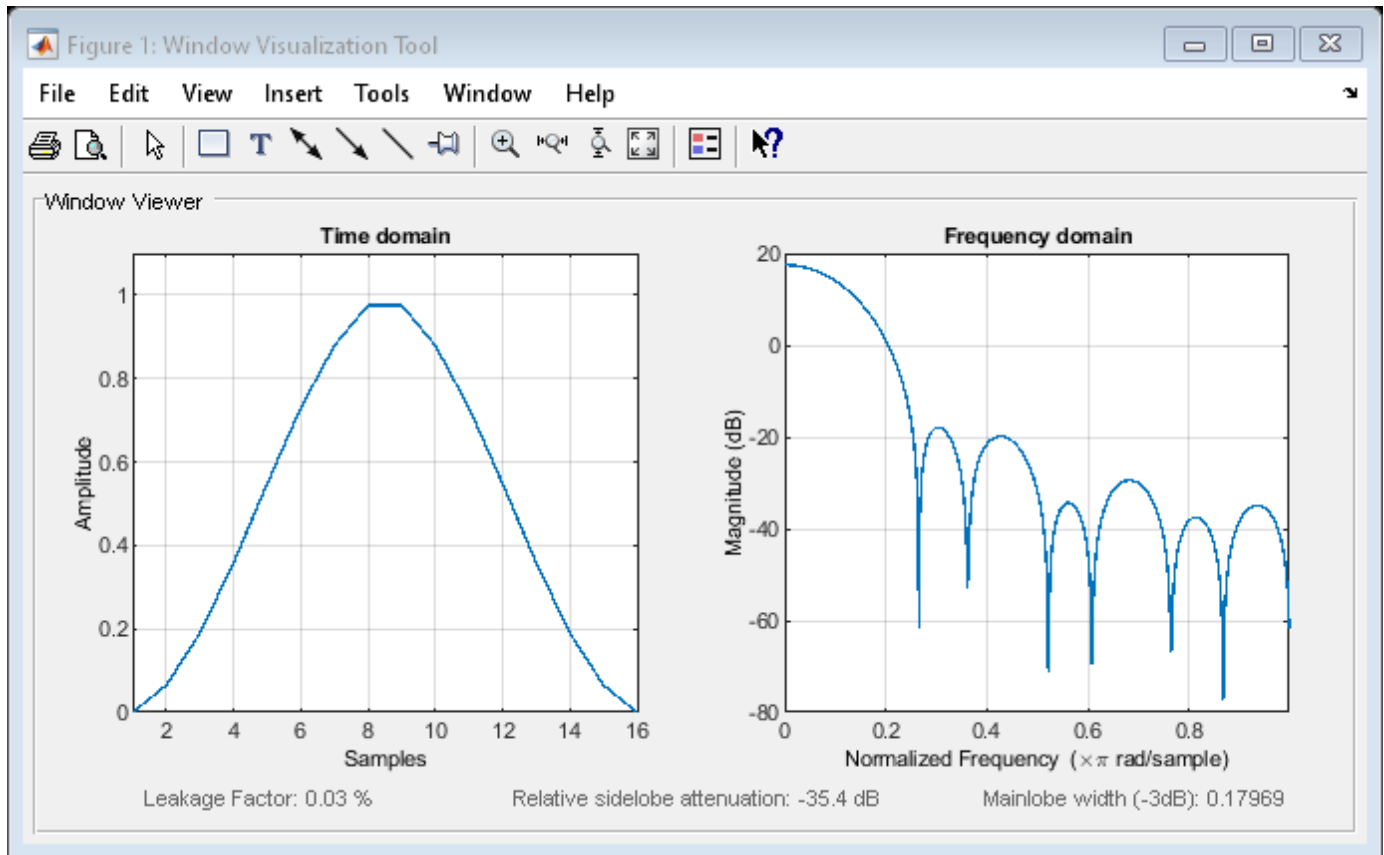 Figure 1: Window Visualization Tool
File Edit View Insert Tools Window Help
T
Window Viewer
Time domain
1
0.8
0.6
0.4
0.2
0
2 4 6 8 10 12 14 16
Amplitude
Samples
Frequency domain
20
0
-20
-40
-60
-80
0 0.2 0.4 0.6 0.8
Magnitude (dB)
Normalized Frequency (×π rad/sample)
Leakage Factor: 0.03 % Relative sidelobe attenuation: -35.4 dB Mainlobe width (-3dB): 0.17969